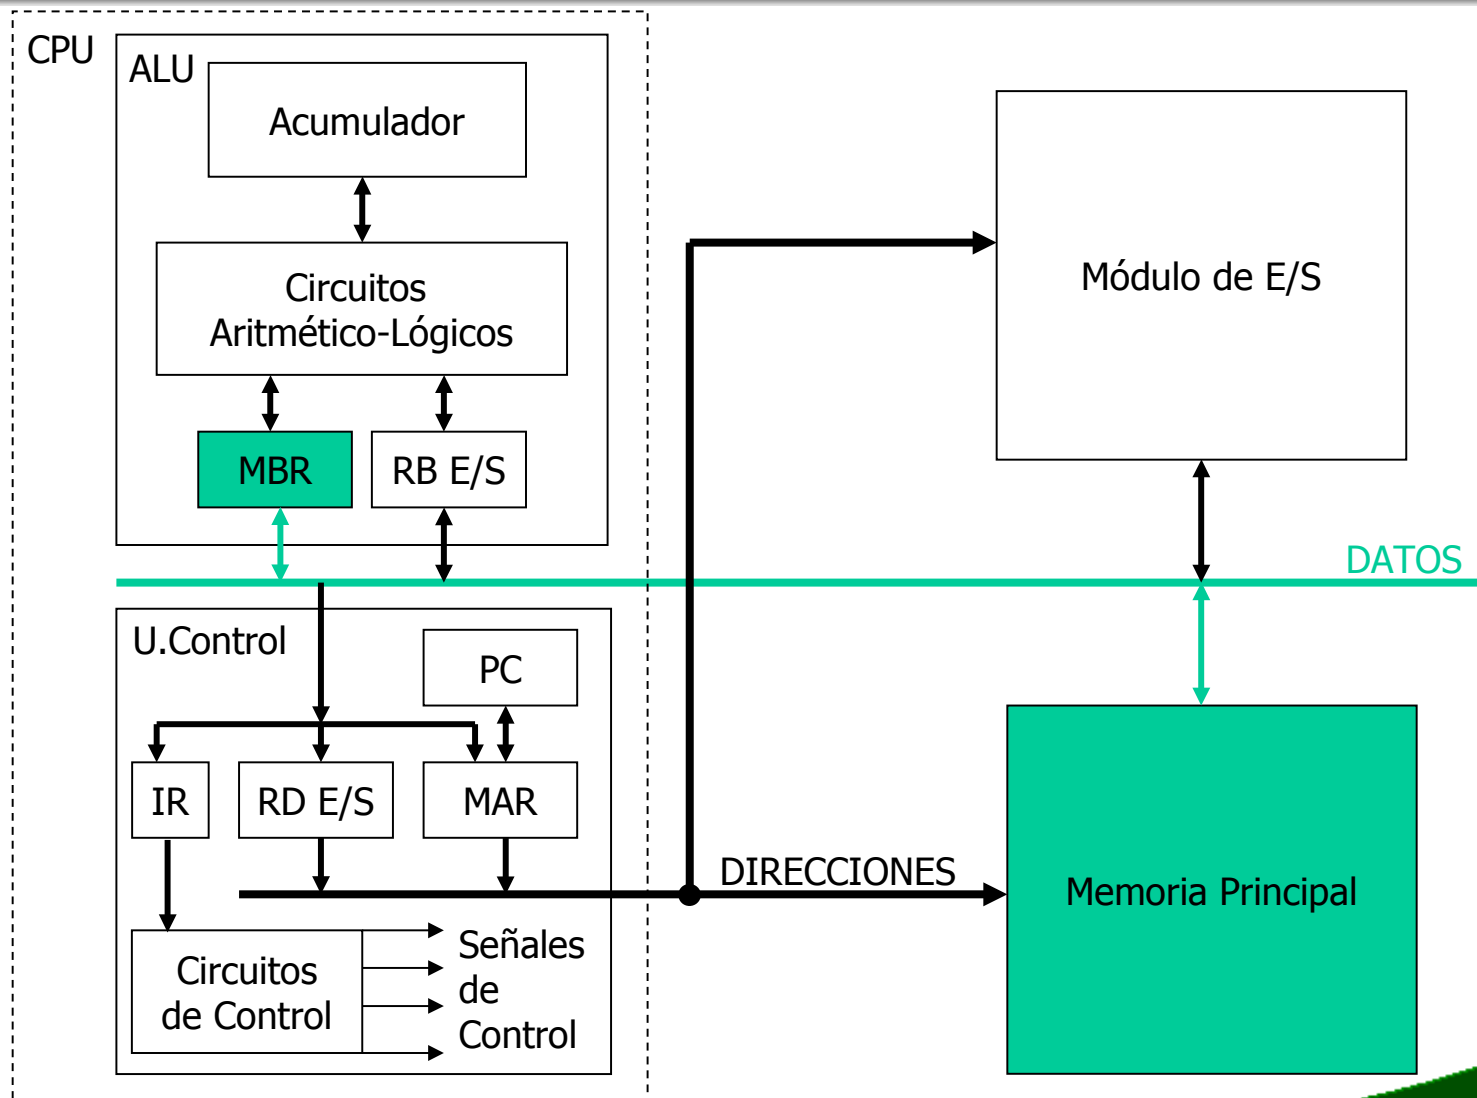 CPU
ALU
Acumulador
Circuitos
Aritmético-Lógicos
MBR
RB E/S
Módulo de E/S
DATOS
U.Control
PC
IR
RD E/S
MAR
DIRECCIONES
Memoria Principal
Circuitos
de Control
Señales
de
Control